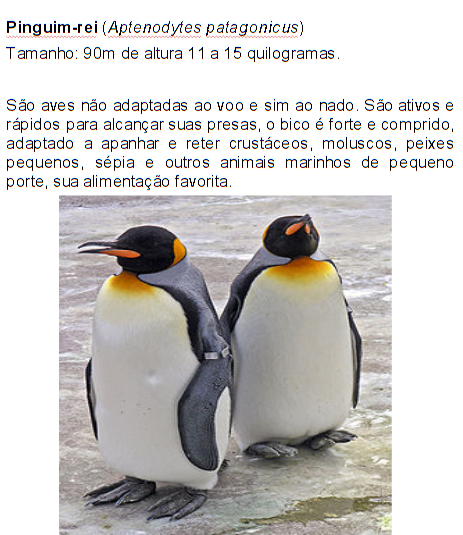 Pinguim-rei (Aptenodytes patagonicus)
Tamanho: 90m de altura 11 a 15 quilogramas.
São aves não adaptadas ao voo e sim ao nado. São ativos e
rápidos para alcançar suas presas, o bico é forte e comprido,
adaptado a apanhar e reter crustáceos, moluscos, peixes
pequenos, sépia e outros animais marinhos de pequeno
porte, sua alimentação favorita.